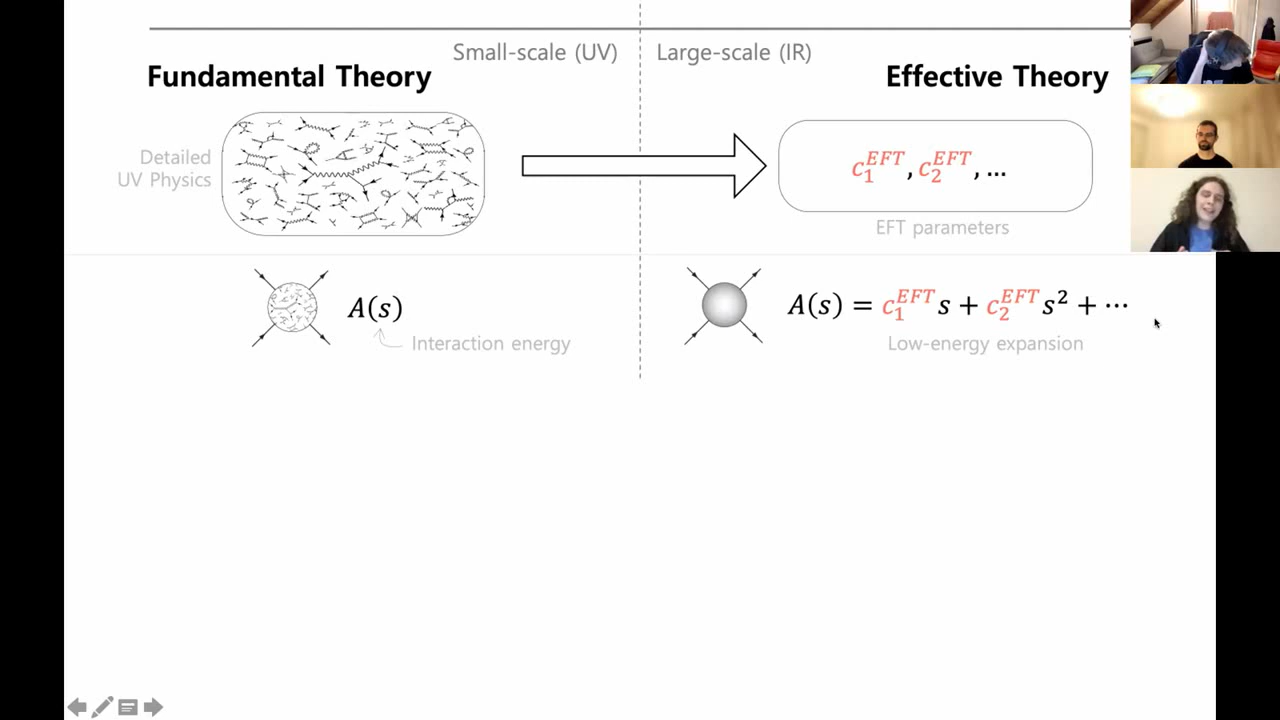 Small-scale (UV)
Large-scale (IR)
Fundamental Theory
Effective Theory
Detailed
UV Physics
c₁^EFT, c₂^EFT, ...
EFT parameters
A(s)
Interaction energy
A(s) = c₁^EFT s + c₂^EFT s² + ⋯
Low-energy expansion